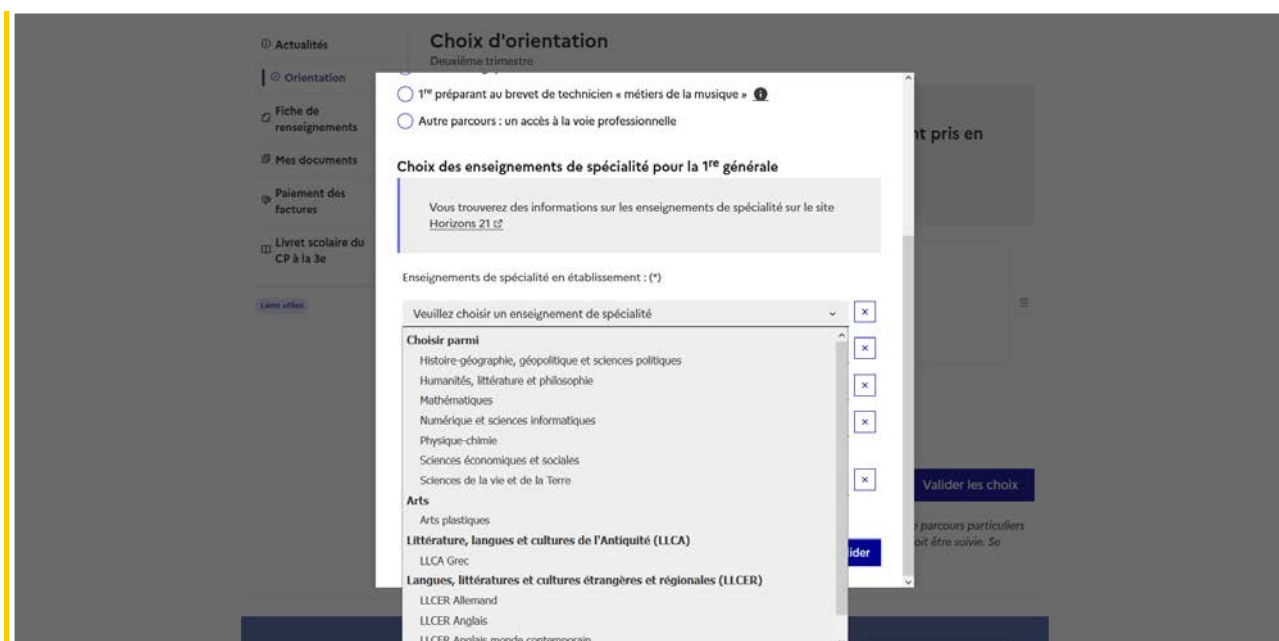 Actualités
Orientation
Fiche de
renseignements
Mes documents
Paiement des
factures
Livret scolaire du
CP à la 3e
Liens utiles
Choix d'orientation
Deuxième trimestre
1re préparant au brevet de technicien « métiers de la musique »
Autre parcours : un accès à la voie professionnelle
nt pris en
Choix des enseignements de spécialité pour la 1re générale
Vous trouverez des informations sur les enseignements de spécialité sur le site
Horizons 21
Enseignements de spécialité en établissement : (*)
Veuillez choisir un enseignement de spécialité
Choisir parmi
Histoire-géographie, géopolitique et sciences politiques
Humanités, littérature et philosophie
Mathématiques
Numérique et sciences informatiques
Physique-chimie
Sciences économiques et sociales
Sciences de la vie et de la Terre
Arts
Arts plastiques
Littérature, langues et cultures de l'Antiquité (LLCA)
LLCA Grec
Langues, littératures et cultures étrangères et régionales (LLCER)
LLCER Allemand
LLCER Anglais
LLCER Anglais monde contemporain
Valider les choix
parcours particuliers
oit être suivie. Se
ider